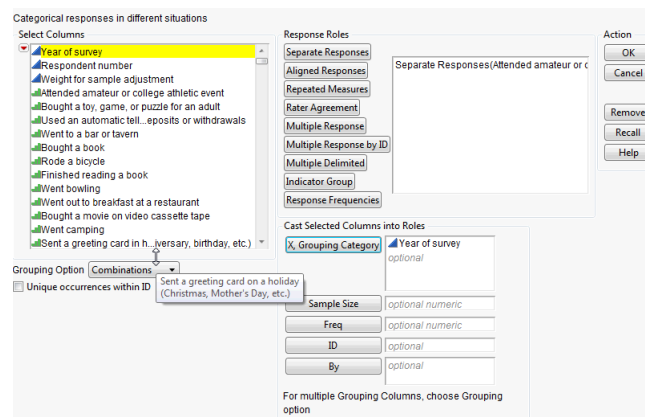 Categorical responses in different situations
Select Columns
Year of survey
Respondent number
Weight for sample adjustment
Attended amateur or college athletic event
Bought a toy, game, or puzzle for an adult
Used an automatic tell...eposits or withdrawals
Went to a bar or tavern
Bought a book
Rode a bicycle
Finished reading a book
Went bowling
Went out to breakfast at a restaurant
Bought a movie on video cassette tape
Went camping
Sent a greeting card in h...iversary, birthday, etc.)
Grouping Option Combinations
Sent a greeting card on a holiday
(Christmas, Mother's Day, etc.)
Unique occurrences within ID
Response Roles
Separate Responses
Aligned Responses
Repeated Measures
Rater Agreement
Multiple Response
Multiple Response by ID
Multiple Delimited
Indicator Group
Response Frequencies
Separate Responses(Attended amateur or c
Cast Selected Columns into Roles
X, Grouping Category
Year of survey
optional
Sample Size optional numeric
Freq optional numeric
ID optional
By optional
For multiple Grouping Columns, choose Grouping
option
Action
OK
Cancel
Remove
Recall
Help